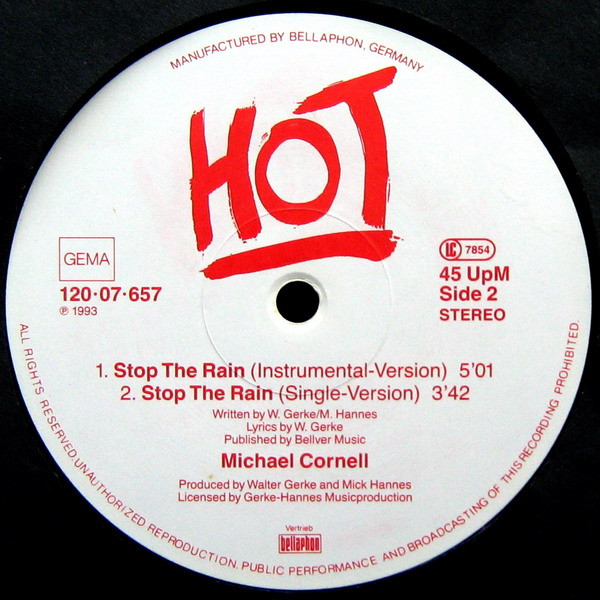 MANUFACTURED BY BELLAPHON, GERMANY
HOT
GEMA
LC 7854
120·07·657
℗ 1993
45 UpM
Side 2
STEREO
1. Stop The Rain (Instrumental-Version) 5'01
2. Stop The Rain (Single-Version) 3'42
Written by W. Gerke/M. Hannes
Lyrics by W. Gerke
Published by Bellver Music
Michael Cornell
Produced by Walter Gerke and Mick Hannes
Licensed by Gerke-Hannes Musicproduction
Vertrieb
bellaphon
ALL RIGHTS RESERVED. UNAUTHORIZED REPRODUCTION, PUBLIC PERFORMANCE AND BROADCASTING OF THIS RECORDING PROHIBITED.